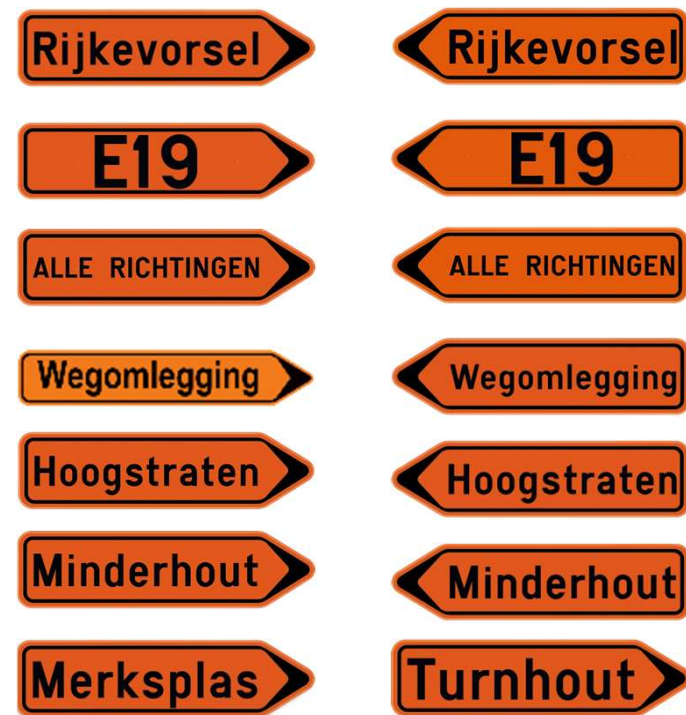 Rijkevorsel
Rijkevorsel
E19
E19
ALLE RICHTINGEN
ALLE RICHTINGEN
Wegomlegging
Wegomlegging
Hoogstraten
Hoogstraten
Minderhout
Minderhout
Merksplas
Turnhout